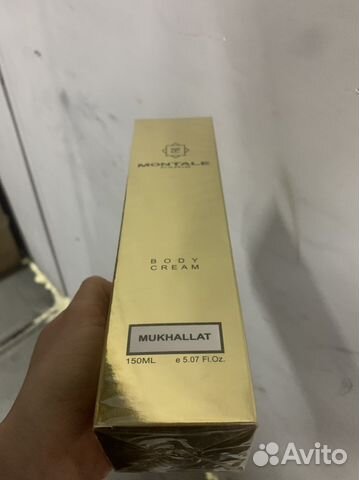 MONTALE
BODY
CREAM
MUKHALLAT
150ML e 5.07 Fl.Oz.
Avito